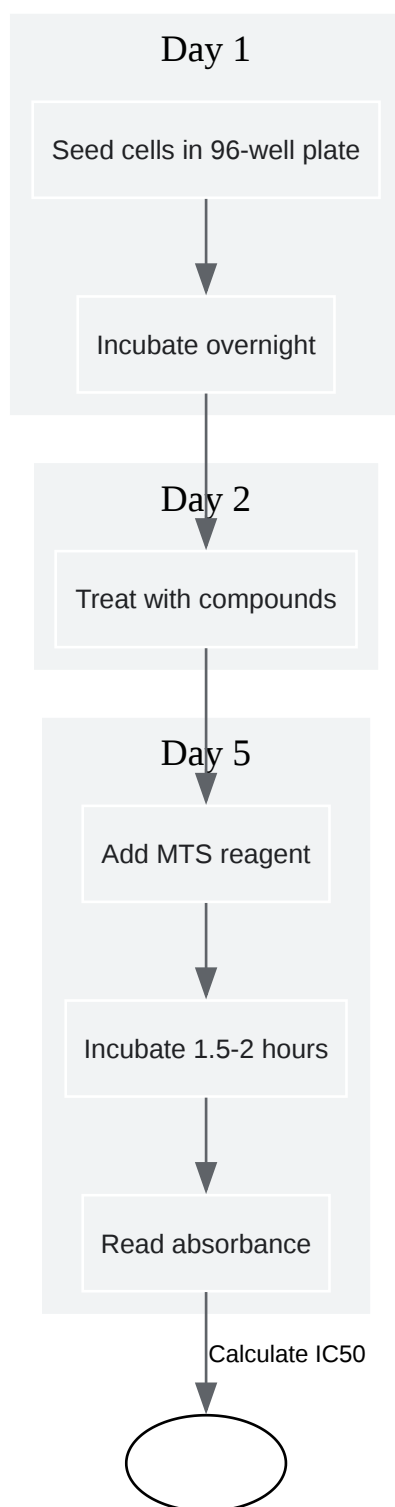 Day 1
Seed cells in 96-well plate
Incubate overnight
Day 2
Treat with compounds
Day 5
Add MTS reagent
Incubate 1.5-2 hours
Read absorbance
Calculate IC50